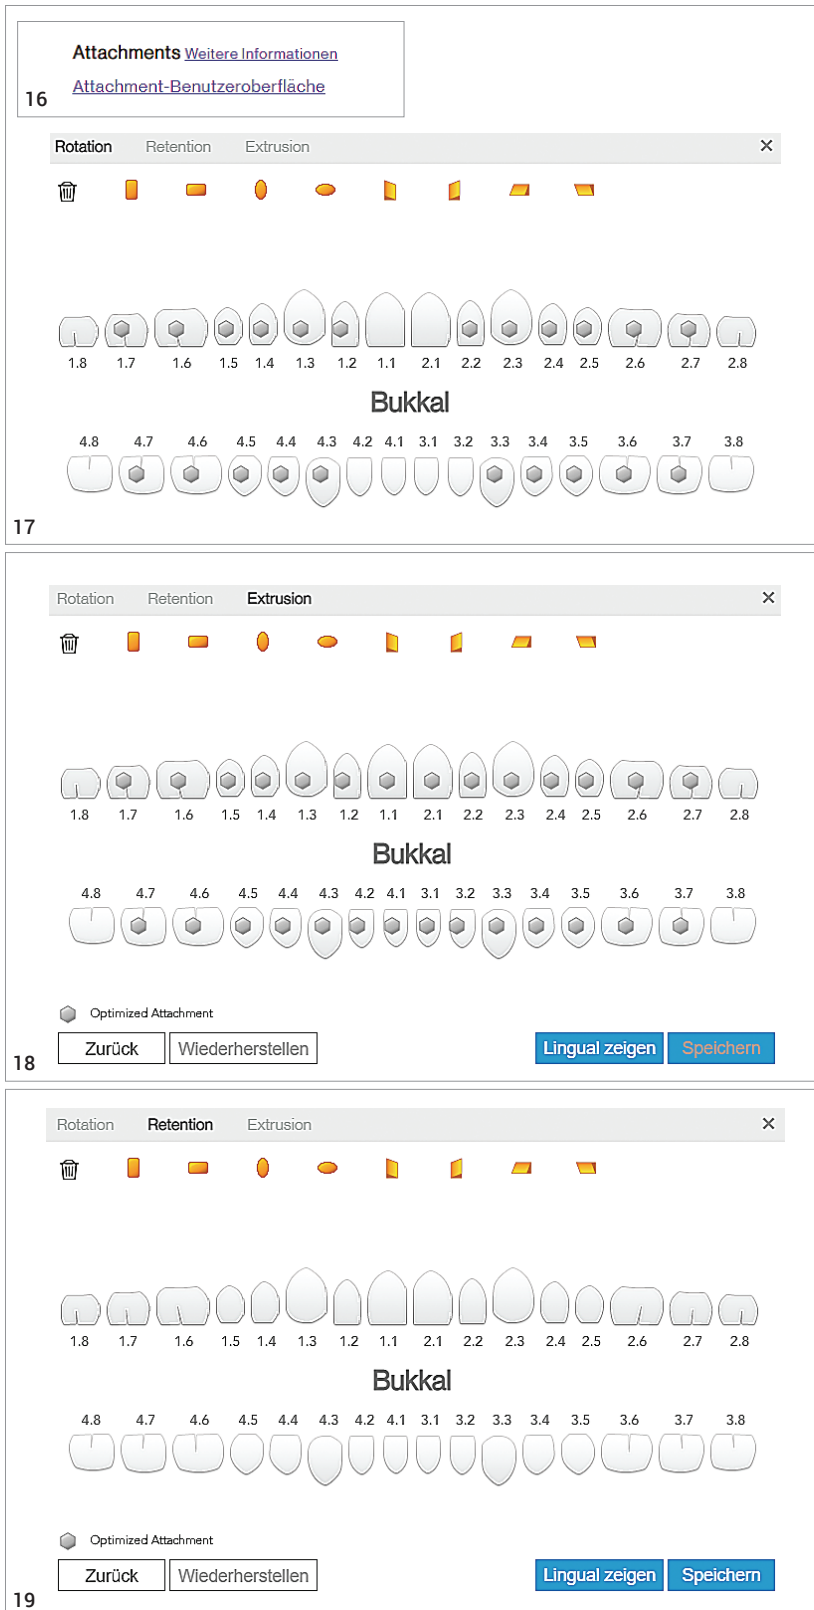 Attachments Weitere Informationen
Attachment-Benutzeroberfläche
16
Rotation Retention Extrusion ×
1.8 1.7 1.6 1.5 1.4 1.3 1.2 1.1 2.1 2.2 2.3 2.4 2.5 2.6 2.7 2.8
Bukkal
4.8 4.7 4.6 4.5 4.4 4.3 4.2 4.1 3.1 3.2 3.3 3.4 3.5 3.6 3.7 3.8
17
Rotation Retention Extrusion ×
1.8 1.7 1.6 1.5 1.4 1.3 1.2 1.1 2.1 2.2 2.3 2.4 2.5 2.6 2.7 2.8
Bukkal
4.8 4.7 4.6 4.5 4.4 4.3 4.2 4.1 3.1 3.2 3.3 3.4 3.5 3.6 3.7 3.8
Optimized Attachment
Zurück Wiederherstellen Lingual zeigen Speichern
18
Rotation Retention Extrusion ×
1.8 1.7 1.6 1.5 1.4 1.3 1.2 1.1 2.1 2.2 2.3 2.4 2.5 2.6 2.7 2.8
Bukkal
4.8 4.7 4.6 4.5 4.4 4.3 4.2 4.1 3.1 3.2 3.3 3.4 3.5 3.6 3.7 3.8
Optimized Attachment
Zurück Wiederherstellen Lingual zeigen Speichern
19